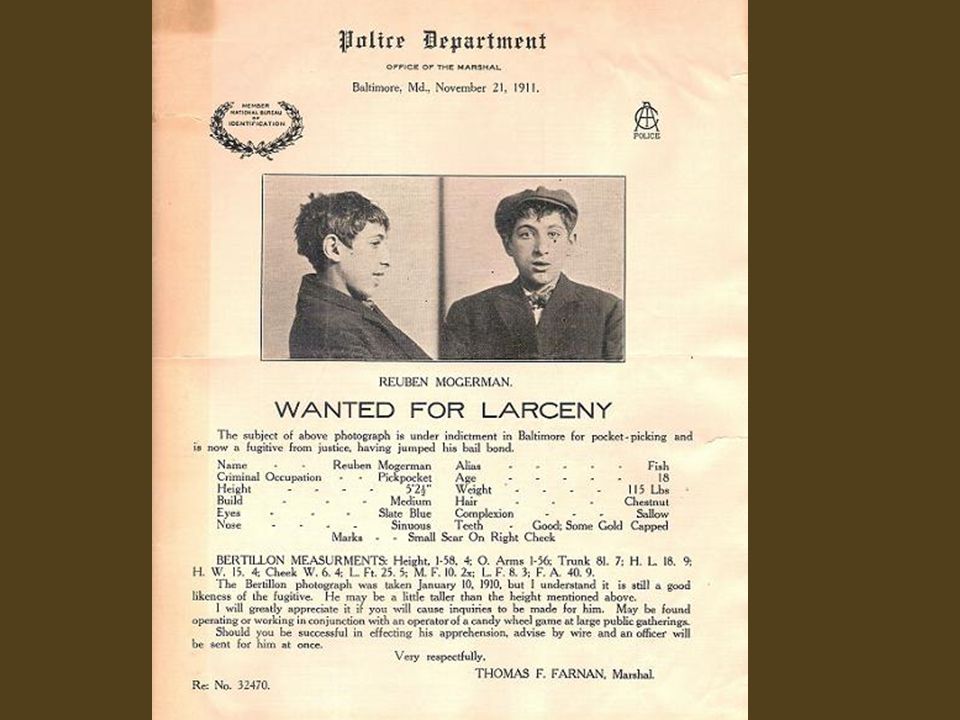 Police Department
OFFICE OF THE MARSHAL
Baltimore, Md., November 21, 1911.
MEMBER
NATIONAL BUREAU
OF
IDENTIFICATION
POLICE
REUBEN MOGERMAN.
WANTED FOR LARCENY
The subject of above photograph is under indictment in Baltimore for pocket-picking and
is now a fugitive from justice, having jumped his bail bond.
Name - - Reuben Mogerman Alias - - - - - Fish
Criminal Occupation - - Pickpocket Age - - - - - 18
Height - - - - 5'2½" Weight - - - - 115 Lbs
Build - - - - Medium Hair - - - - Chestnut
Eyes - - - - Slate Blue Complexion - - - Sallow
Nose - - - - Sinuous Teeth - Good; Some Gold Capped
Marks - - Small Scar On Right Cheek
BERTILLON MEASURMENTS: Height, 1-58, 4; O. Arms 1-56; Trunk 81. 7; H. L. 18. 9;
H. W. 15. 4; Cheek W. 6. 4; L. Ft. 25. 5; M. F. 10. 2x; L. F. 8. 3; F. A. 40. 9.
The Bertillon photograph was taken January 10, 1910, but I understand it is still a good
likeness of the fugitive. He may be a little taller than the height mentioned above.
I will greatly appreciate it if you will cause inquiries to be made for him. May be found
operating or working in conjunction with an operator of a candy wheel game at large public gatherings.
Should you be successful in effecting his apprehension, advise by wire and an officer will
be sent for him at once.
Very respectfully,
THOMAS F. FARNAN, Marshal.
Re: No. 32470.